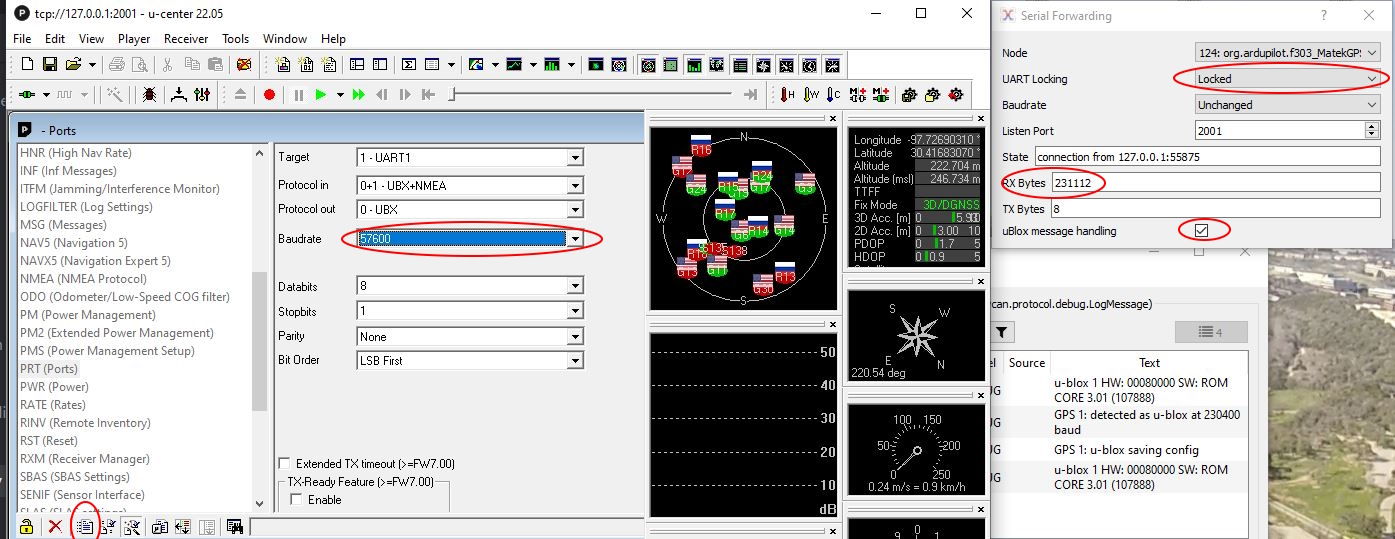 tcp://127.0.0.1:2001 - u-center 22.05
File Edit View Player Receiver Tools Window Help
- Ports
HNR (High Nav Rate)
INF (Inf Messages)
ITFM (Jamming/Interference Monitor)
LOGFILTER (Log Settings)
MSG (Messages)
NAV5 (Navigation 5)
NAVX5 (Navigation Expert 5)
NMEA (NMEA Protocol)
ODO (Odometer/Low-Speed COG filter)
PM (Power Management)
PM2 (Extended Power Management)
PMS (Power Management Setup)
PRT (Ports)
PWR (Power)
RATE (Rates)
RINV (Remote Inventory)
RST (Reset)
RXM (Receiver Manager)
SBAS (SBAS Settings)
SENIF (Sensor Interface)
Target 1 - UART1
Protocol in 0+1 - UBX+NMEA
Protocol out 0 - UBX
Baudrate 57600
Databits 8
Stopbits 1
Parity None
Bit Order LSB First
Extended TX timeout (>=FW7.00)
TX-Ready Feature (>=FW7.00)
Enable
N
R16
G12
R24
G24
R15
G17
G3
W
R17
E
R14
G6
G14
S138
G13
G11
R13
G30
S
50
40
30
20
10
dB
Longitude -97.72690310 °
Latitude 30.41683070 °
Altitude 222.704 m
Altitude (msl) 246.734 m
TTFF
Fix Mode 3D/DGNSS
3D Acc. [m] 0 5.93
2D Acc. [m] 0 3.00 10
PDOP 0 1.7 5
HDOP 0 0.9 5
S W
E N
220.54 deg
100 150
50 200
0 250
0.24 m/s = 0.9 km/h
0
9 1
Serial Forwarding
? 
Node 124: org.ardupilot.f303_MatekGPS
UART Locking Locked
Baudrate Unchanged
Listen Port 2001
State connection from 127.0.0.1:55875
RX Bytes 231112
TX Bytes 8
uBlox message handling
can.protocol.debug.LogMessage)
4
el Source Text
UG u-blox 1 HW: 00080000 SW: ROM
CORE 3.01 (107888)
UG GPS 1: detected as u-blox at 230400
baud
UG GPS 1: u-blox saving config
UG u-blox 1 HW: 00080000 SW: ROM
CORE 3.01 (107888)